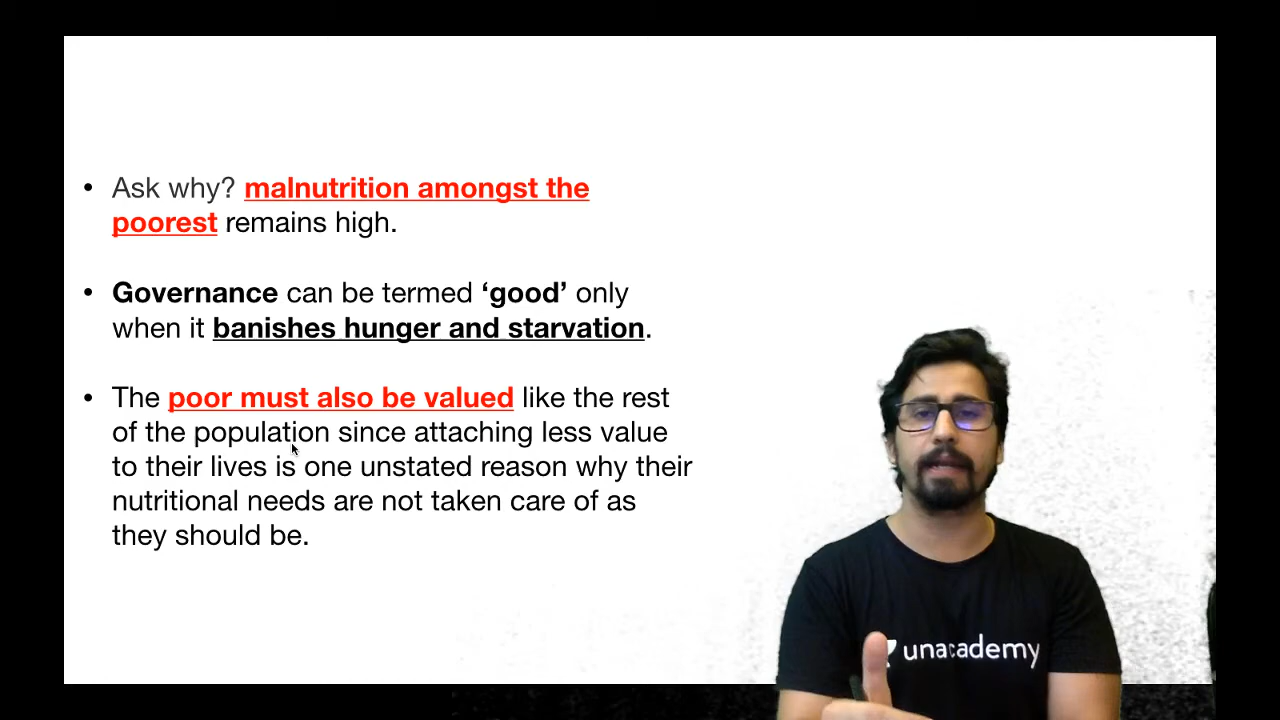 • Ask why? malnutrition amongst the
poorest remains high.
• Governance can be termed ‘good’ only
when it banishes hunger and starvation.
• The poor must also be valued like the rest
of the population since attaching less value
to their lives is one unstated reason why their
nutritional needs are not taken care of as
they should be.
unacademy